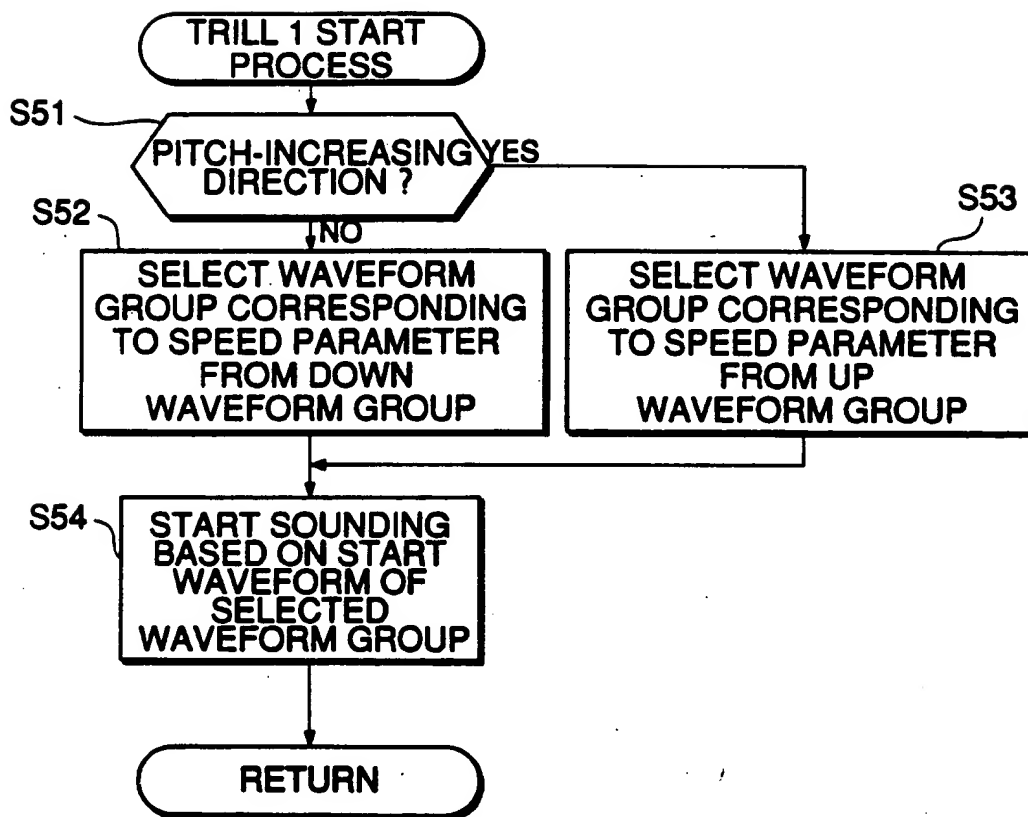 TRILL 1 START
PROCESS
S51
PITCH-INCREASING
DIRECTION ?
YES
NO
S52
SELECT WAVEFORM
GROUP CORRESPONDING
TO SPEED PARAMETER
FROM DOWN
WAVEFORM GROUP
S53
SELECT WAVEFORM
GROUP CORRESPONDING
TO SPEED PARAMETER
FROM UP
WAVEFORM GROUP
S54
START SOUNDING
BASED ON START
WAVEFORM OF
SELECTED
WAVEFORM GROUP
RETURN